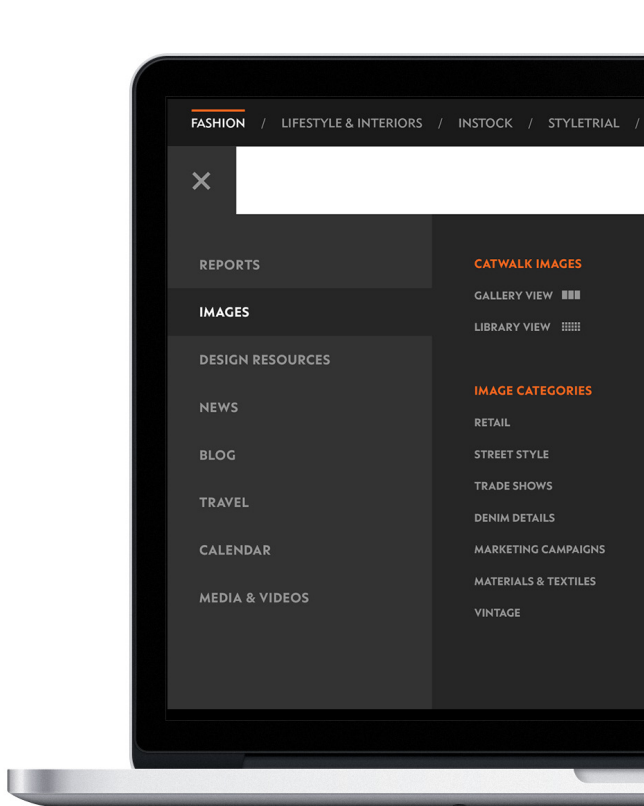 FASHION / LIFESTYLE & INTERIORS / INSTOCK / STYLETRIAL /
REPORTS
IMAGES
DESIGN RESOURCES
NEWS
BLOG
TRAVEL
CALENDAR
MEDIA & VIDEOS
CATWALK IMAGES
GALLERY VIEW
LIBRARY VIEW
IMAGE CATEGORIES
RETAIL
STREET STYLE
TRADE SHOWS
DENIM DETAILS
MARKETING CAMPAIGNS
MATERIALS & TEXTILES
VINTAGE